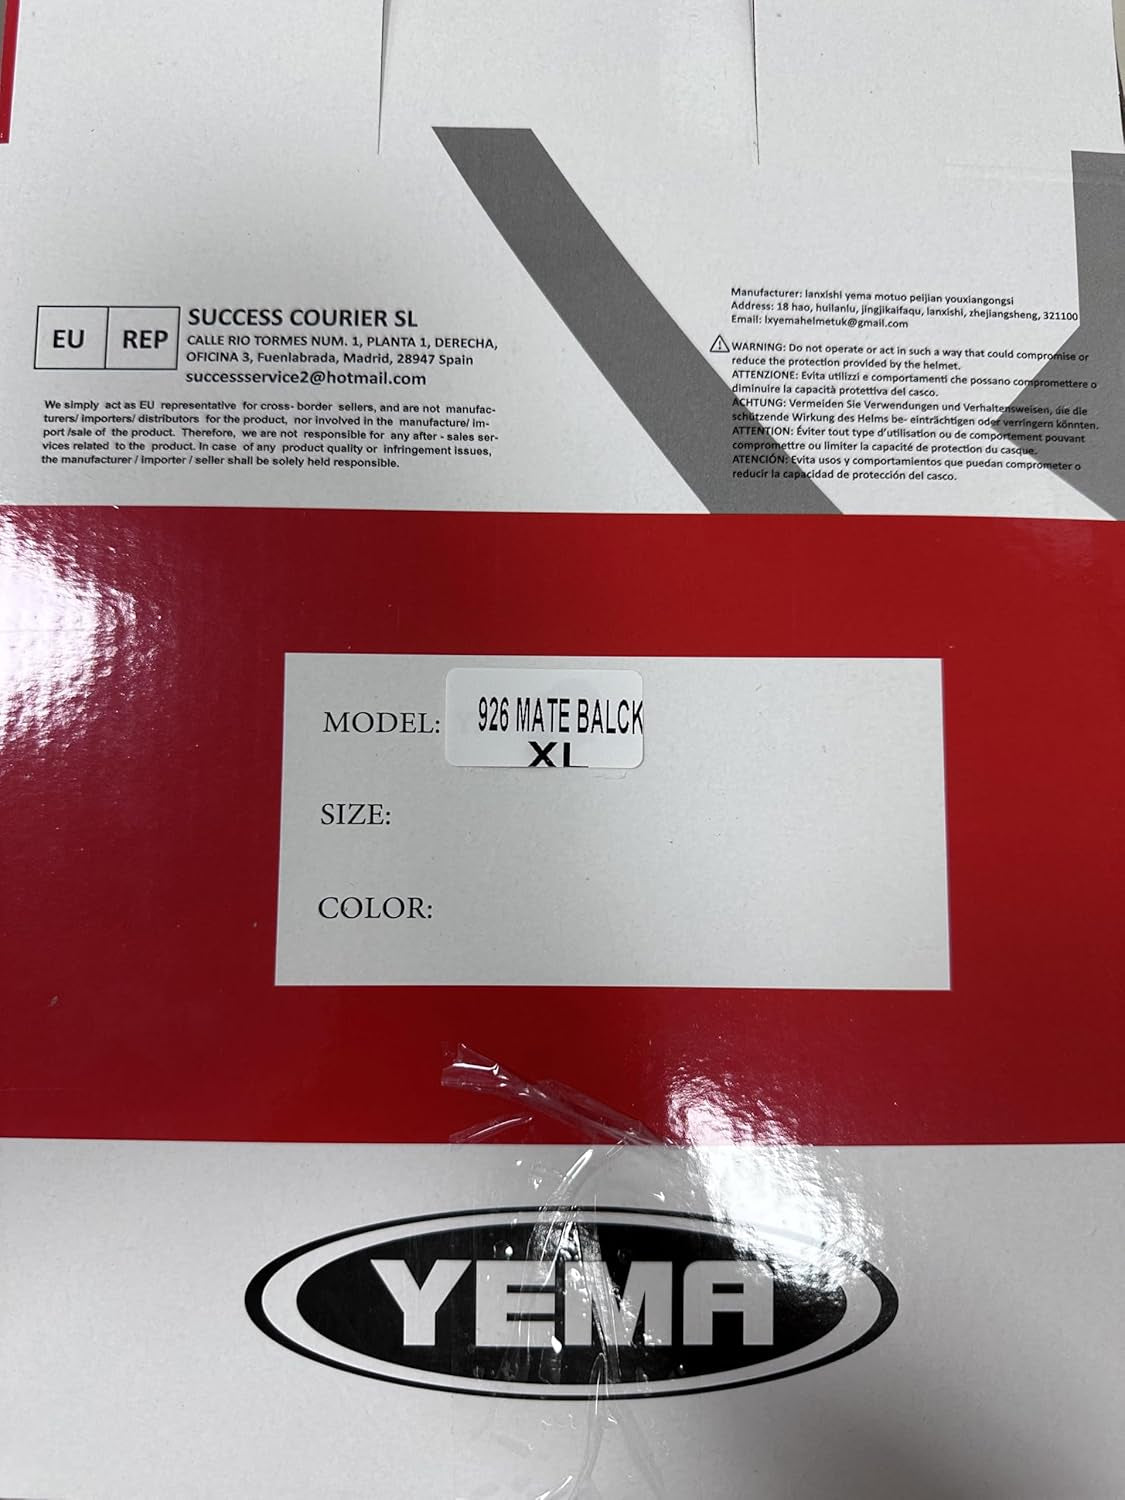 EU REP
SUCCESS COURIER SL
CALLE RIO TORMES NUM. 1, PLANTA 1, DERECHA,
OFICINA 3, Fuenlabrada, Madrid, 28947 Spain
successservice2@hotmail.com
We simply act as EU representative for cross- border sellers, and are not manufac-
turers/ importers/ distributors for the product, nor involved in the manufacture/ im-
port /sale of the product. Therefore, we are not responsible for any after - sales ser-
vices related to the product. In case of any product quality or infringement issues,
the manufacturer / importer / seller shall be solely held responsible.
Manufacturer: lanxishi yema motuo peijian youxiangongsi
Address: 18 hao, huilanlu, jingjikaifaqu, lanxishi, zhejiangsheng, 321100
Email: lxyemahelmetuk@gmail.com
WARNING: Do not operate or act in such a way that could compromise or
reduce the protection provided by the helmet.
ATTENZIONE: Evita utilizzi e comportamenti che possano compromettere o
diminuire la capacità protettiva del casco.
ACHTUNG: Vermeiden Sie Verwendungen und Verhaltensweisen, die die
schützende Wirkung des Helms be- einträchtigen oder verringern könnten.
ATTENTION: Éviter tout type d'utilisation ou de comportement pouvant
compromettre ou limiter la capacité de protection du casque.
ATENCIÓN: Evita usos y comportamientos que puedan comprometer o
reducir la capacidad de protección del casco.
MODEL: 926 MATE BALCK
XL
SIZE:
COLOR:
YEMA